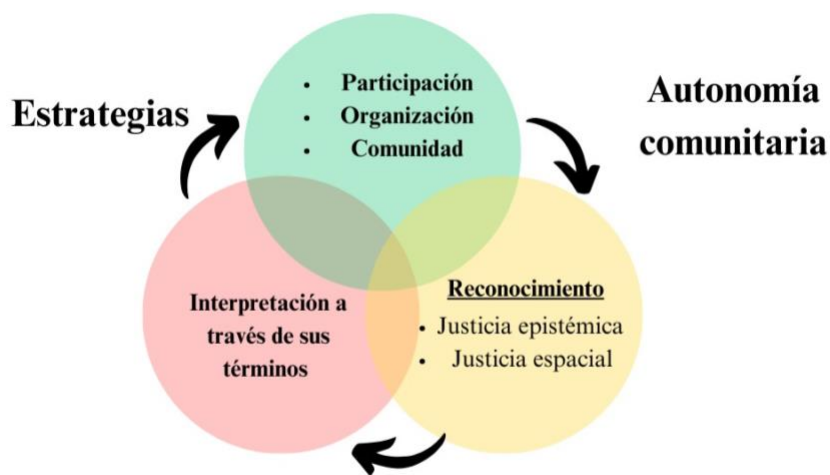 Estrategias
• Participación
• Organización
• Comunidad
Autonomía
comunitaria
Interpretación a
través de sus
términos
Reconocimiento
• Justicia epistémica
• Justicia espacial